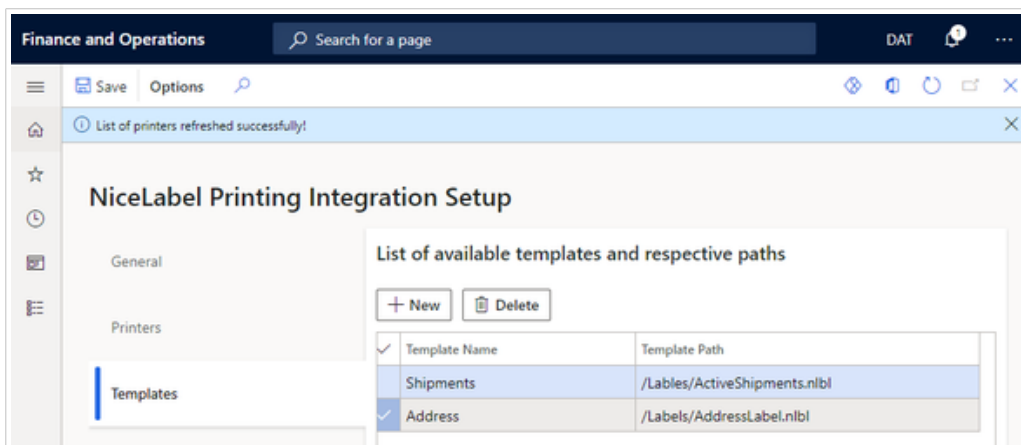 Finance and Operations
Search for a page
DAT
1
Save Options
List of printers refreshed successfully!
NiceLabel Printing Integration Setup
General
Printers
Templates
List of available templates and respective paths
New Delete
Template Name Template Path
Shipments /Lables/ActiveShipments.nlbl
Address /Labels/AddressLabel.nlbl